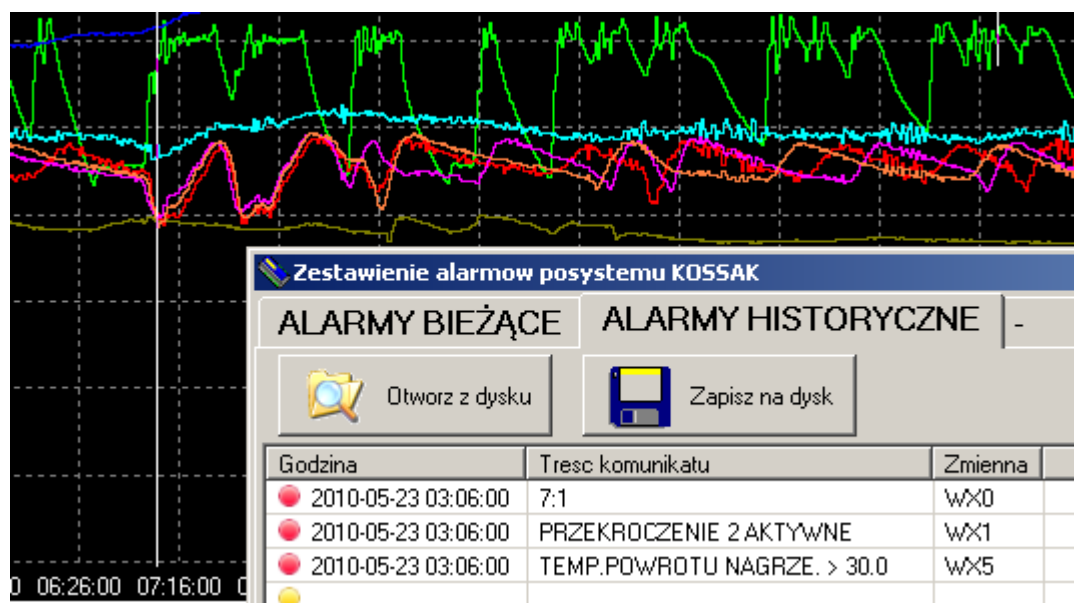 Zestawienie alarmow posystemu KOSSAK
ALARMY BIEŻĄCE ALARMY HISTORYCZNE -
Otworz z dysku Zapisz na dysk
Godzina Tresc komunikatu Zmienna
2010-05-23 03:06:00 7:1 WX0
2010-05-23 03:06:00 PRZEKROCZENIE 2 AKTYWNE WX1
2010-05-23 03:06:00 TEMP.POWROTU NAGRZE. > 30.0 WX5
06:26:00 07:16:00